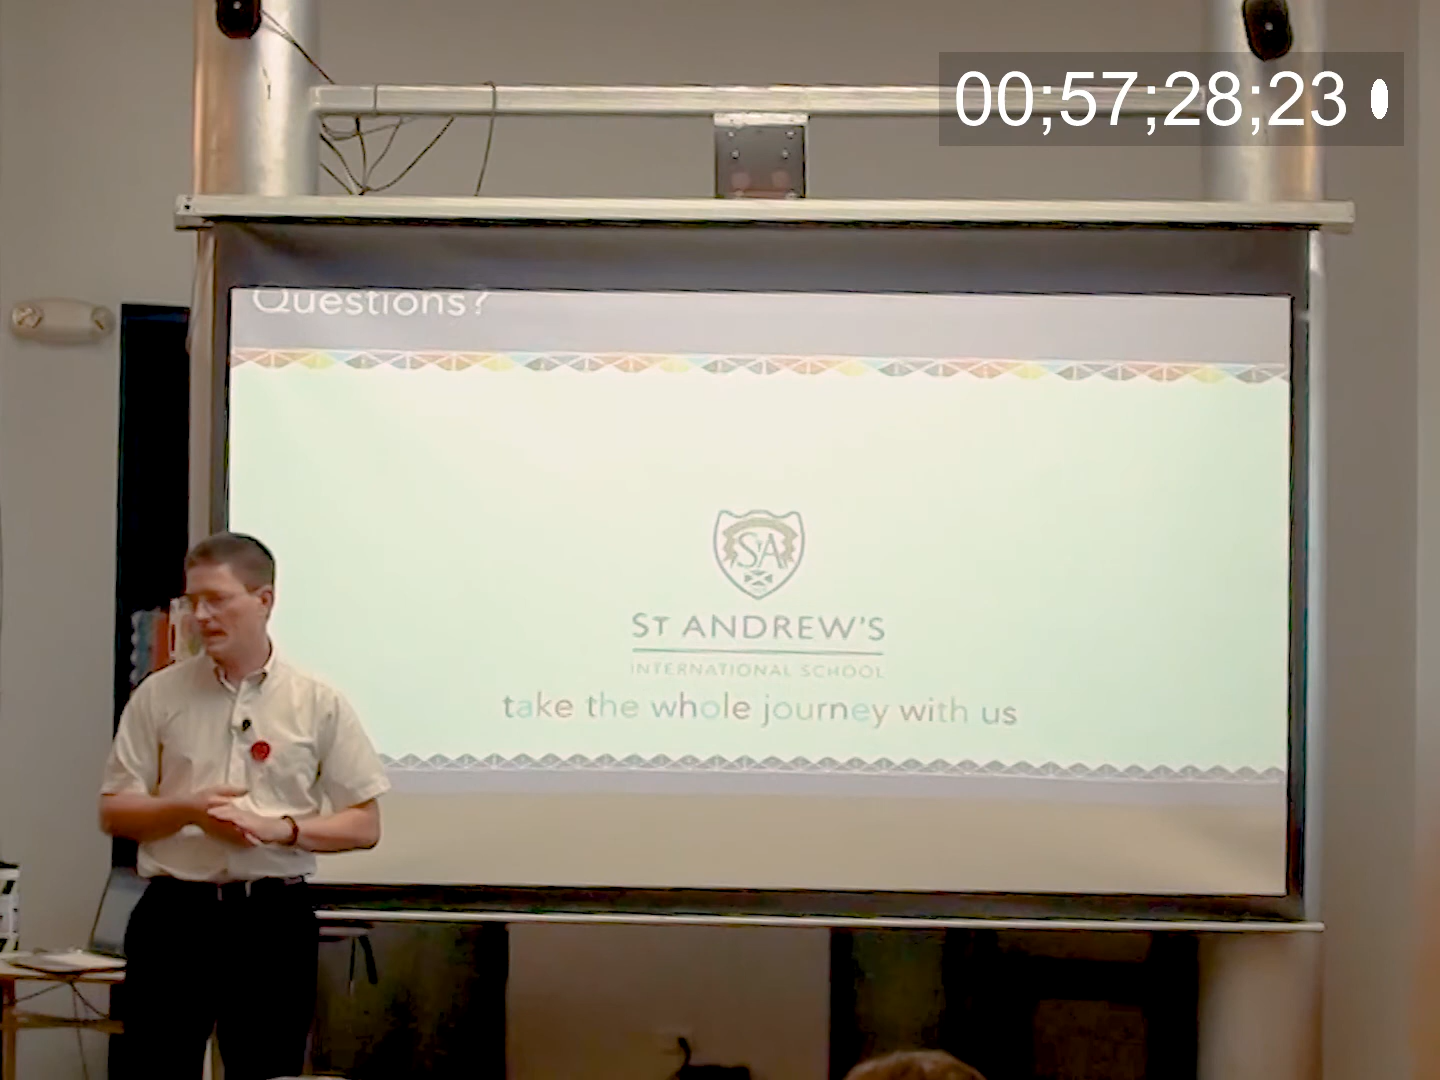 00;57;28;23
Questions?
StA
ST ANDREW'S
INTERNATIONAL SCHOOL
take the whole journey with us